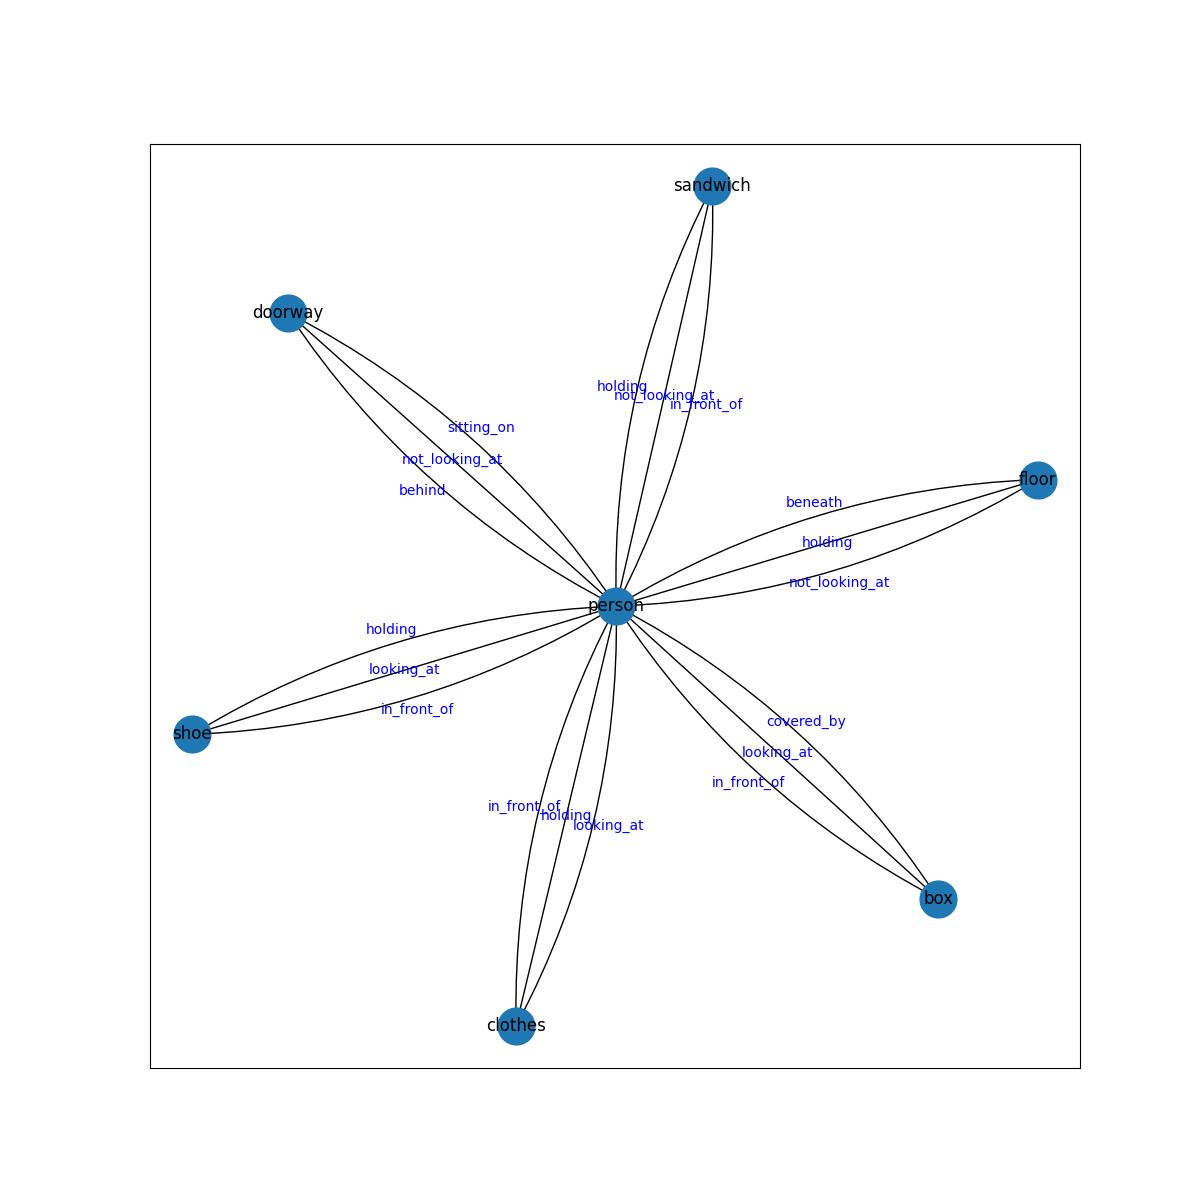 sandwich
doorway
holding
not_looking_at
in_front_of
sitting_on
not_looking_at
behind
floor
beneath
holding
not_looking_at
person
holding
looking_at
in_front_of
shoe
covered_by
looking_at
in_front_of
in_front_of
holding
looking_at
box
clothes